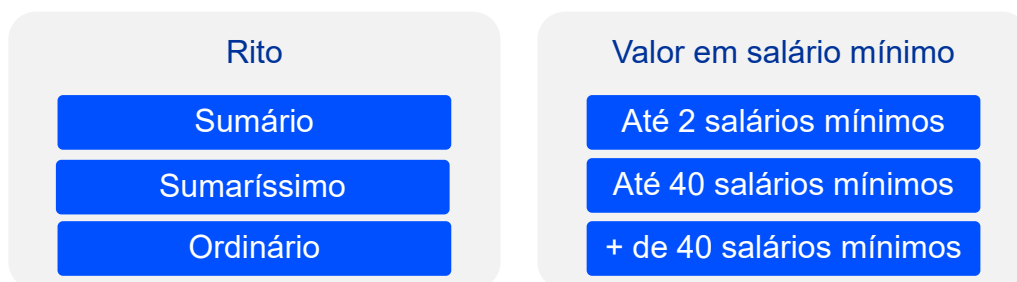 Rito
Sumário
Sumaríssimo
Ordinário
Valor em salário mínimo
Até 2 salários mínimos
Até 40 salários mínimos
+ de 40 salários mínimos